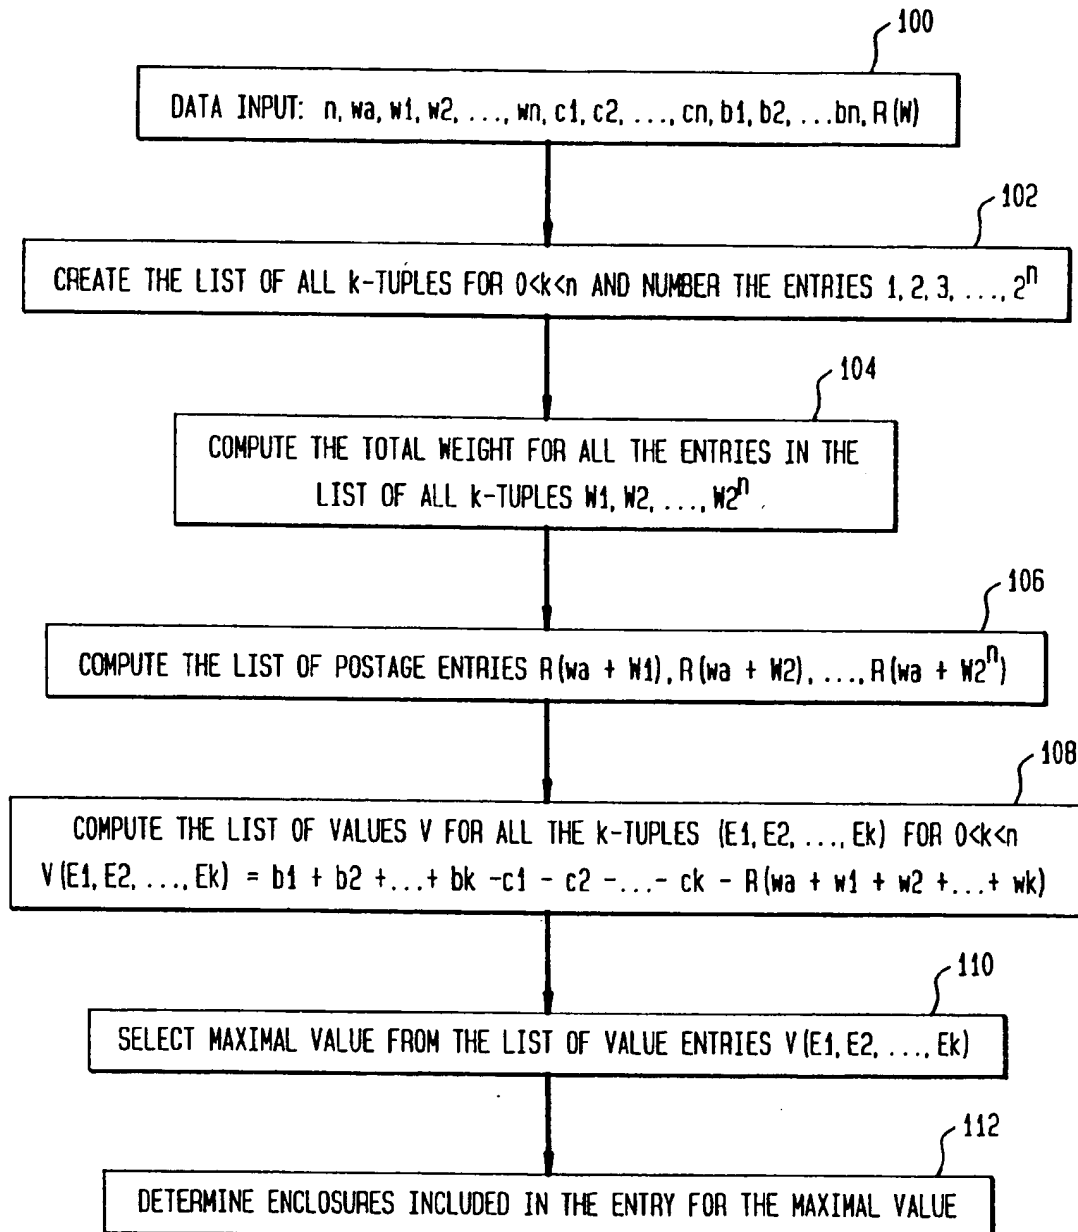 100
DATA INPUT: n, wa, w1, w2, ..., wn, c1, c2, ..., cn, b1, b2, ...bn, R(W)
102
CREATE THE LIST OF ALL k-TUPLES FOR 0<k<n AND NUMBER THE ENTRIES 1, 2, 3, ..., 2^n
104
COMPUTE THE TOTAL WEIGHT FOR ALL THE ENTRIES IN THE
LIST OF ALL k-TUPLES W1, W2, ..., W2^n
106
COMPUTE THE LIST OF POSTAGE ENTRIES R(wa + W1), R(wa + W2), ..., R(wa + W2^n)
108
COMPUTE THE LIST OF VALUES V FOR ALL THE k-TUPLES (E1, E2, ..., Ek) FOR 0<k<n
V(E1, E2, ..., Ek) = b1 + b2 +...+ bk -c1 - c2 -...- ck - R(wa + w1 + w2 +...+ wk)
110
SELECT MAXIMAL VALUE FROM THE LIST OF VALUE ENTRIES V(E1, E2, ..., Ek)
112
DETERMINE ENCLOSURES INCLUDED IN THE ENTRY FOR THE MAXIMAL VALUE